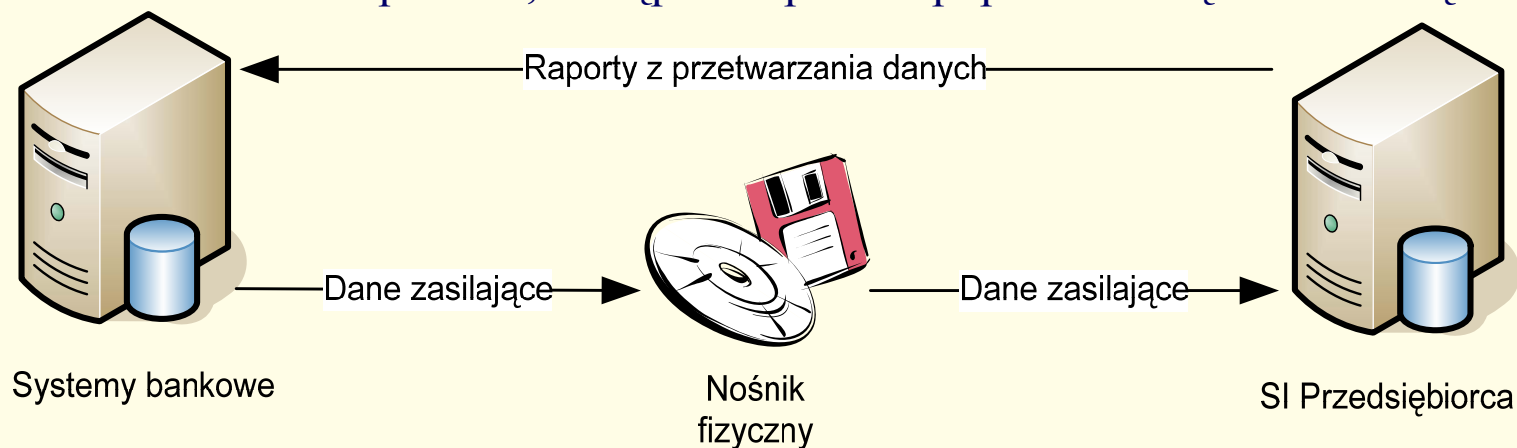 Raporty z przetwarzania danych
Dane zasilające
Dane zasilające
Systemy bankowe
Nośnik
fizyczny
SI Przedsiębiorca